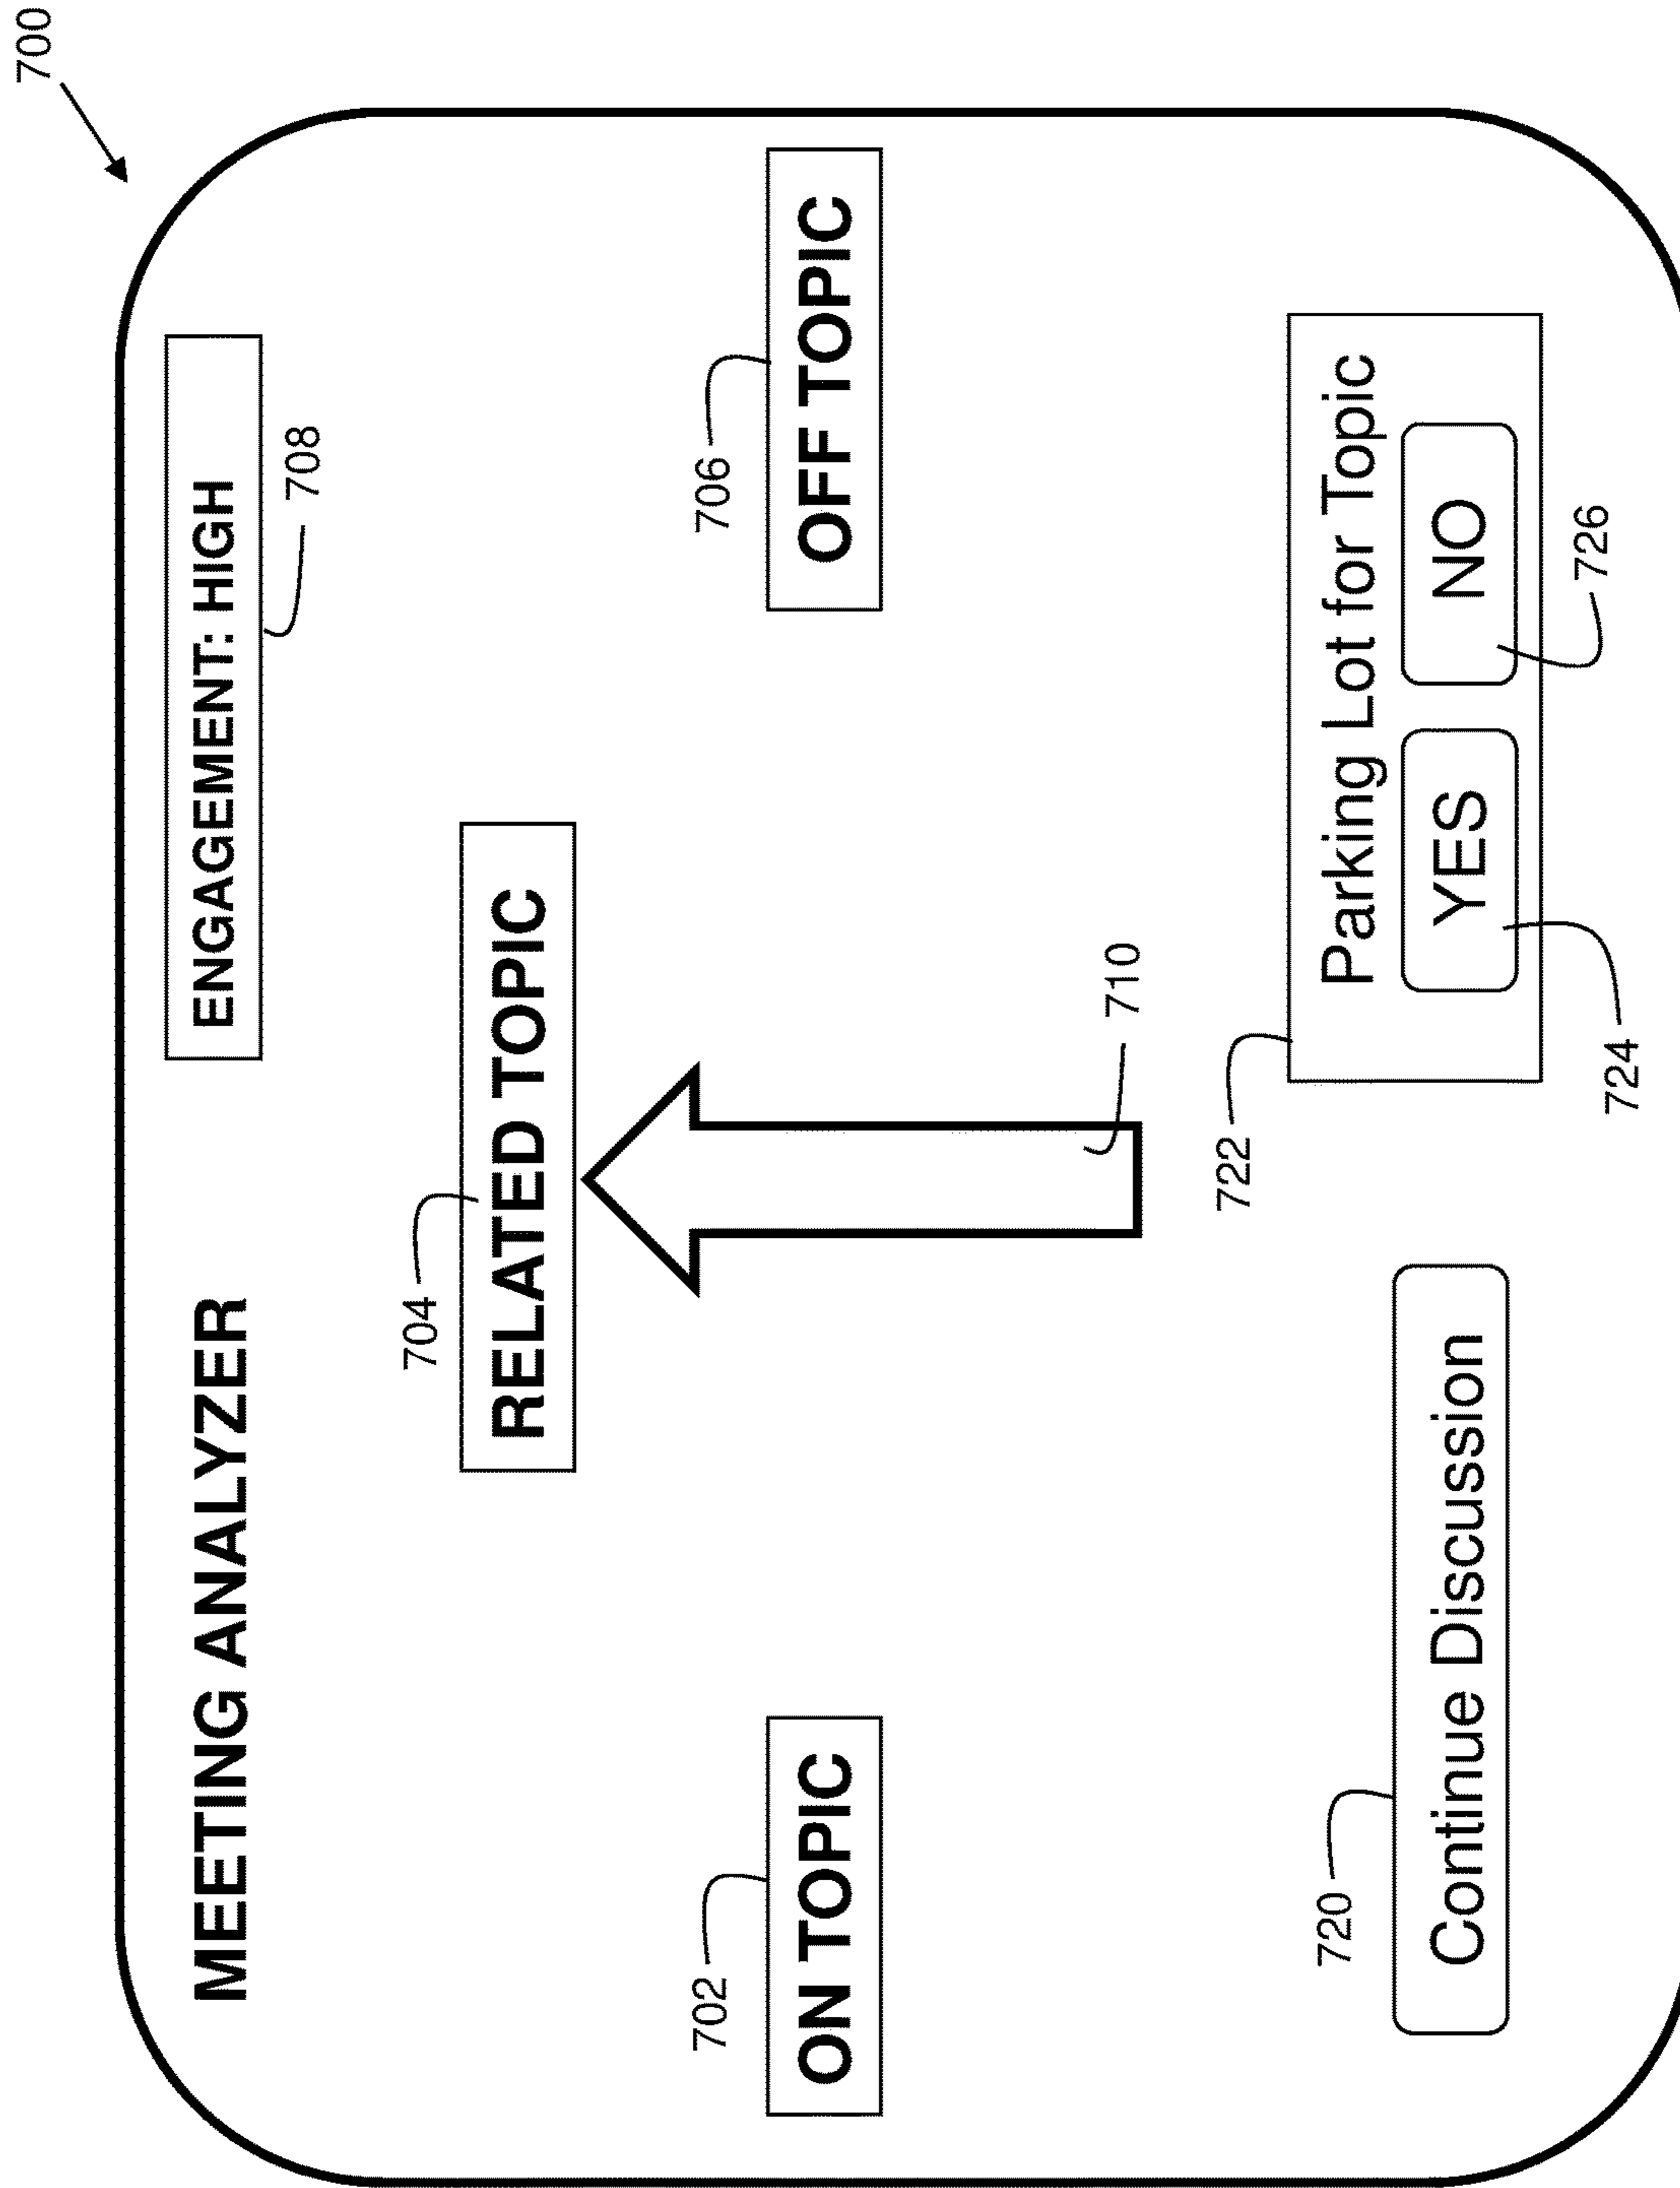 700
MEETING ANALYZER
ENGAGEMENT: HIGH
708
704
RELATED TOPIC
702
ON TOPIC
706
OFF TOPIC
710
722
Parking Lot for Topic
YES
NO
724
726
720
Continue Discussion